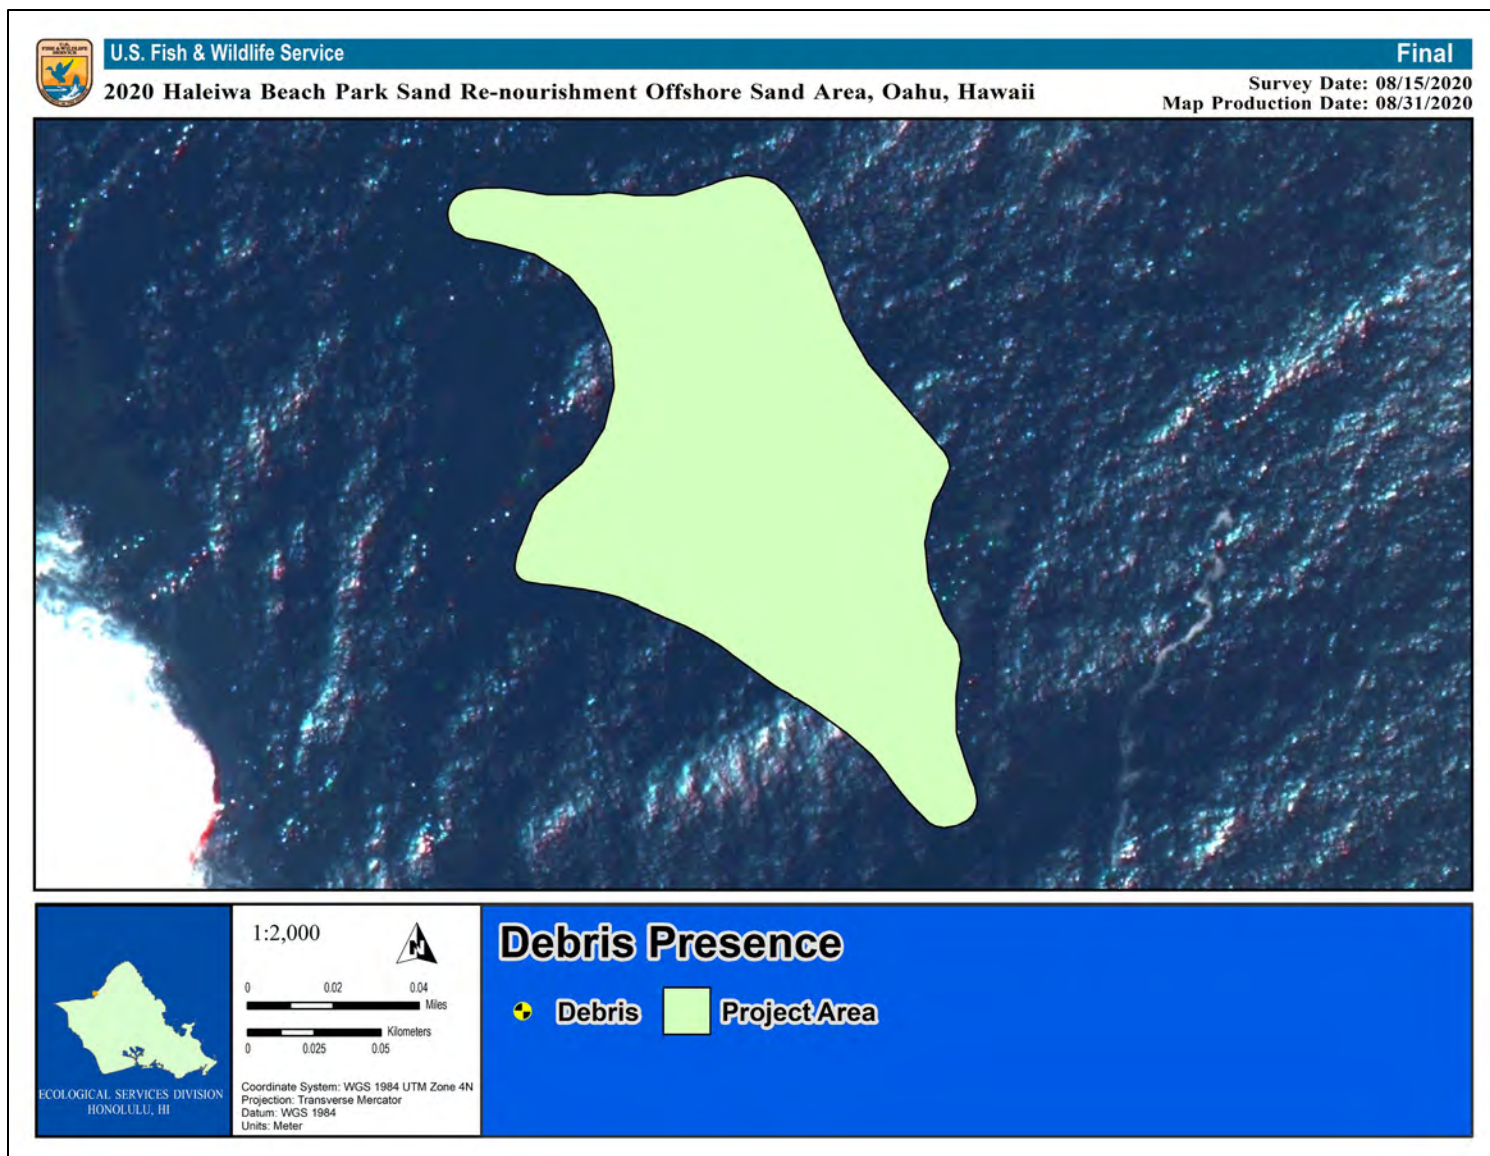 U.S.
FISH & WILDLIFE
SERVICE
U.S. Fish & Wildlife Service
Final
2020 Haleiwa Beach Park Sand Re-nourishment Offshore Sand Area, Oahu, Hawaii
Survey Date: 08/15/2020
Map Production Date: 08/31/2020
ECOLOGICAL SERVICES DIVISION
HONOLULU, HI
1:2,000
N
0 0.02 0.04
Miles
Kilometers
0 0.025 0.05
Coordinate System: WGS 1984 UTM Zone 4N
Projection: Transverse Mercator
Datum: WGS 1984
Units: Meter
Debris Presence
Debris
Project Area